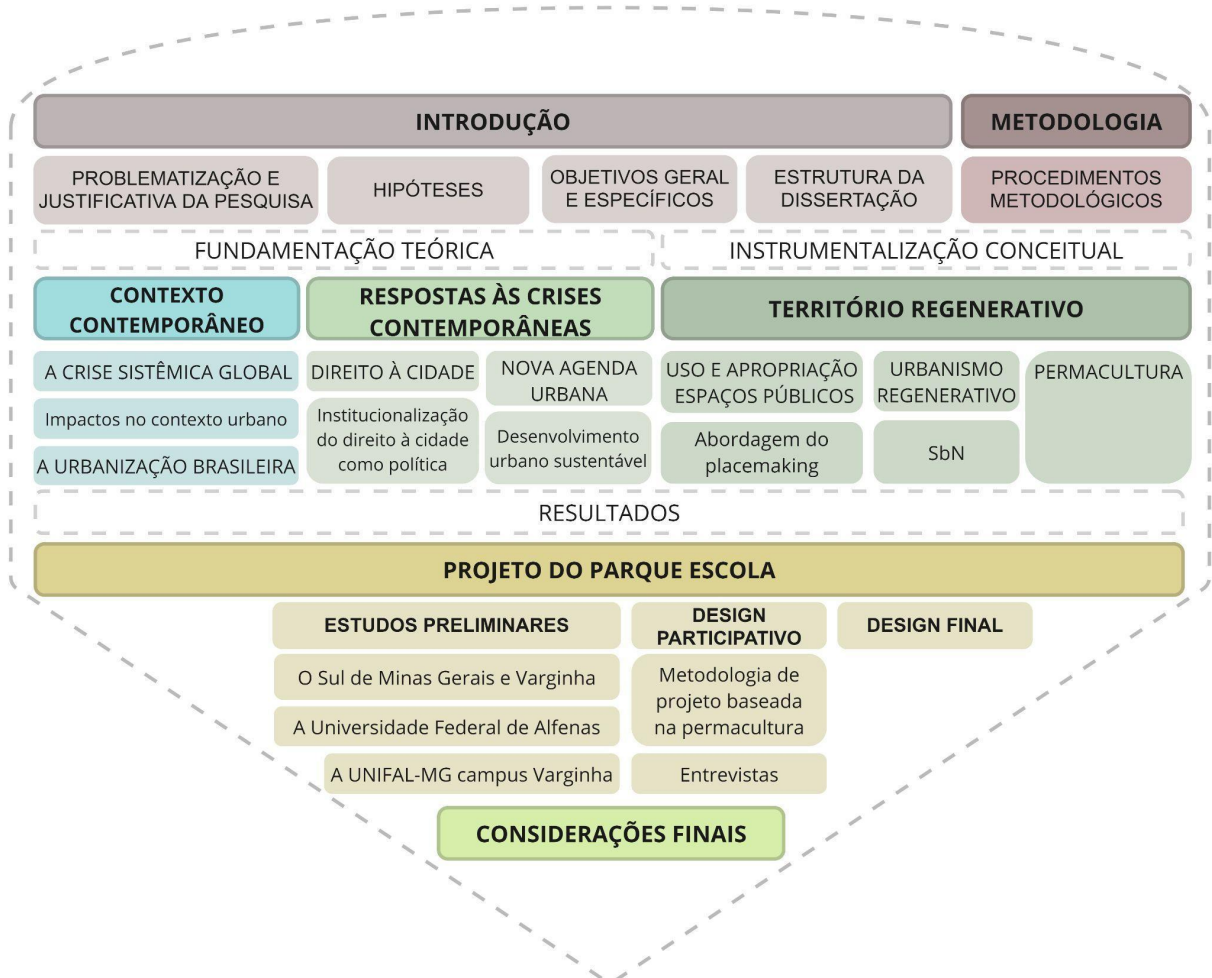 INTRODUÇÃO
METODOLOGIA
PROBLEMATIZAÇÃO E
JUSTIFICATIVA DA PESQUISA
HIPÓTESES
OBJETIVOS GERAL
E ESPECÍFICOS
ESTRUTURA DA
DISSERTAÇÃO
PROCEDIMENTOS
METODOLÓGICOS
FUNDAMENTAÇÃO TEÓRICA
INSTRUMENTALIZAÇÃO CONCEITUAL
CONTEXTO
CONTEMPORÂNEO
RESPOSTAS ÀS CRISES
CONTEMPORÂNEAS
TERRITÓRIO REGENERATIVO
A CRISE SISTÊMICA GLOBAL
Impactos no contexto urbano
A URBANIZAÇÃO BRASILEIRA
DIREITO À CIDADE
Institucionalização
do direito à cidade
como política
NOVA AGENDA
URBANA
Desenvolvimento
urbano sustentável
USO E APROPRIAÇÃO
ESPAÇOS PÚBLICOS
Abordagem do
placemaking
URBANISMO
REGENERATIVO
SbN
PERMACULTURA
RESULTADOS
PROJETO DO PARQUE ESCOLA
ESTUDOS PRELIMINARES
O Sul de Minas Gerais e Varginha
A Universidade Federal de Alfenas
A UNIFAL-MG campus Varginha
DESIGN
PARTICIPATIVO
Metodologia de
projeto baseada
na permacultura
Entrevistas
DESIGN FINAL
CONSIDERAÇÕES FINAIS